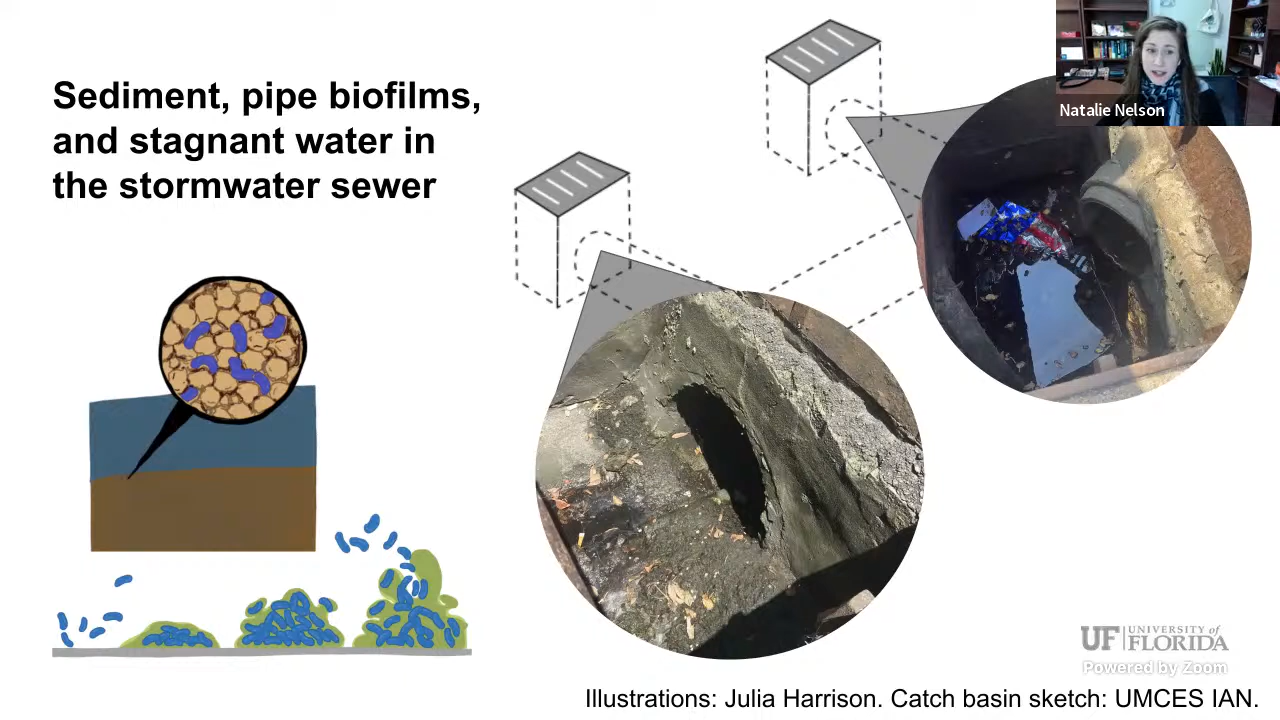 Sediment, pipe biofilms,
and stagnant water in
the stormwater sewer
Natalie Nelson
UF UNIVERSITY of
FLORIDA
Powered by Zoom
Illustrations: Julia Harrison. Catch basin sketch: UMCES IAN.